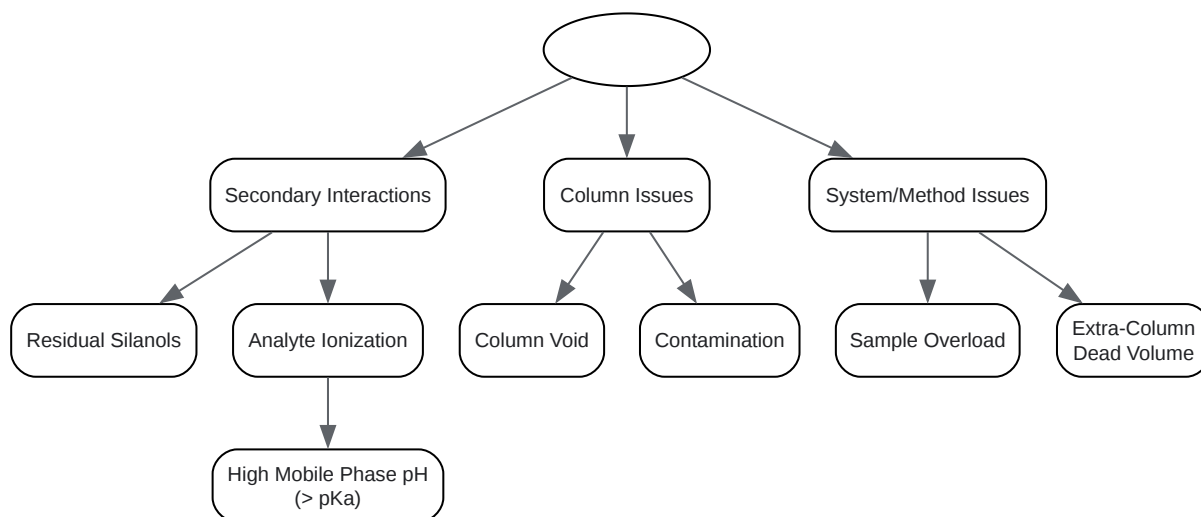 Secondary Interactions
Column Issues
System/Method Issues
Residual Silanols
Analyte Ionization
Column Void
Contamination
Sample Overload
Extra-Column
Dead Volume
High Mobile Phase pH
(> pKa)